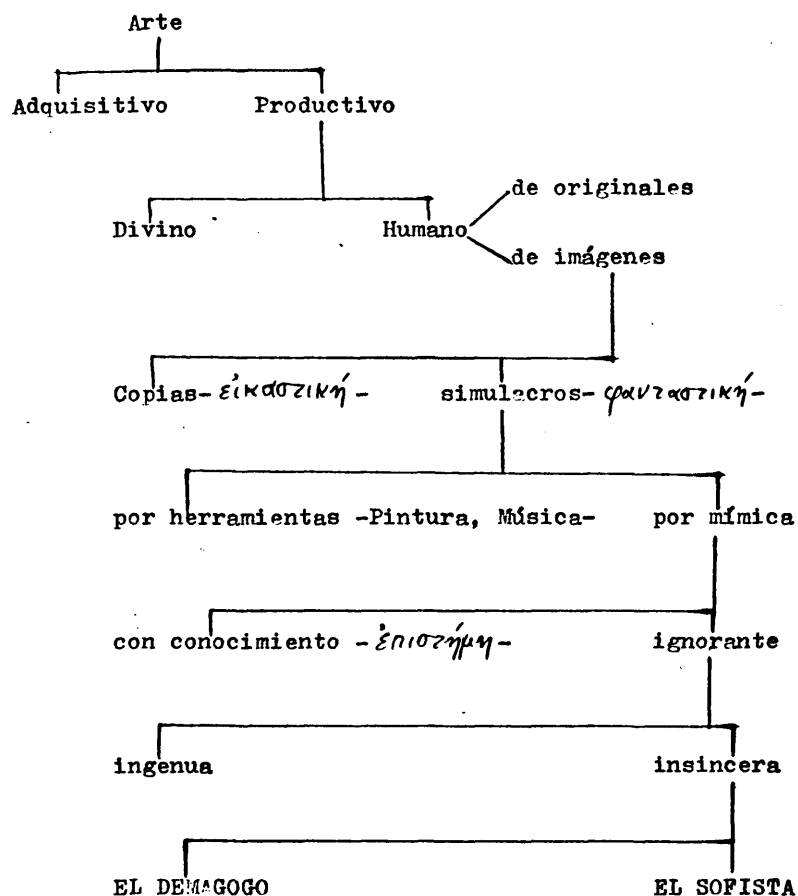 Arte
Adquisitivo Productivo
de originales
Divino Humano
de imágenes
Copias- εἰκαστική - simulacros- φανταστική -
por herramientas -Pintura, Música- por mímica
con conocimiento - ἐπιστήμη - ignorante
ingenua insincera
EL DEMAGOGO EL SOFISTA